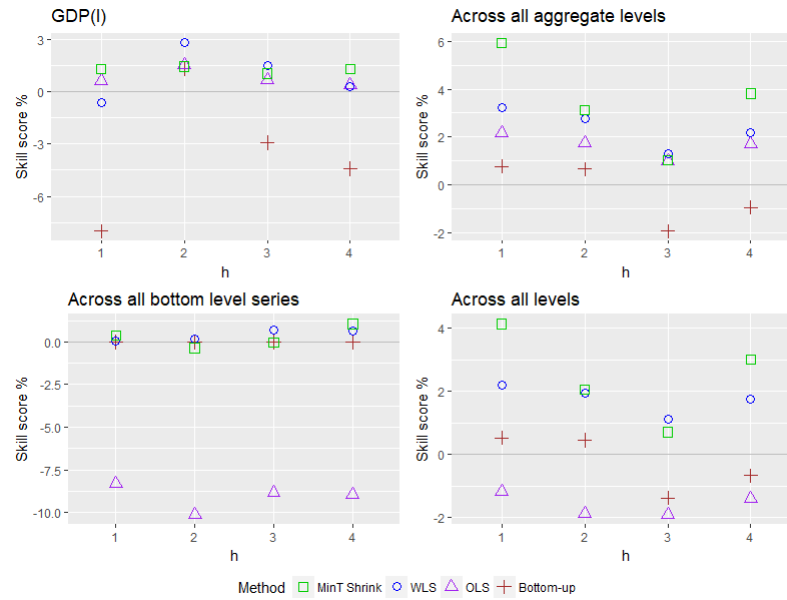 GDP(I)
Skill score %
3
0
-3
-6
1 2 3 4
h
Across all aggregate levels
Skill score %
6
4
2
0
-2
1 2 3 4
h
Across all bottom level series
Skill score %
0.0
-2.5
-5.0
-7.5
-10.0
1 2 3 4
h
Across all levels
Skill score %
4
2
0
-2
1 2 3 4
h
Method MinT Shrink WLS OLS Bottom-up